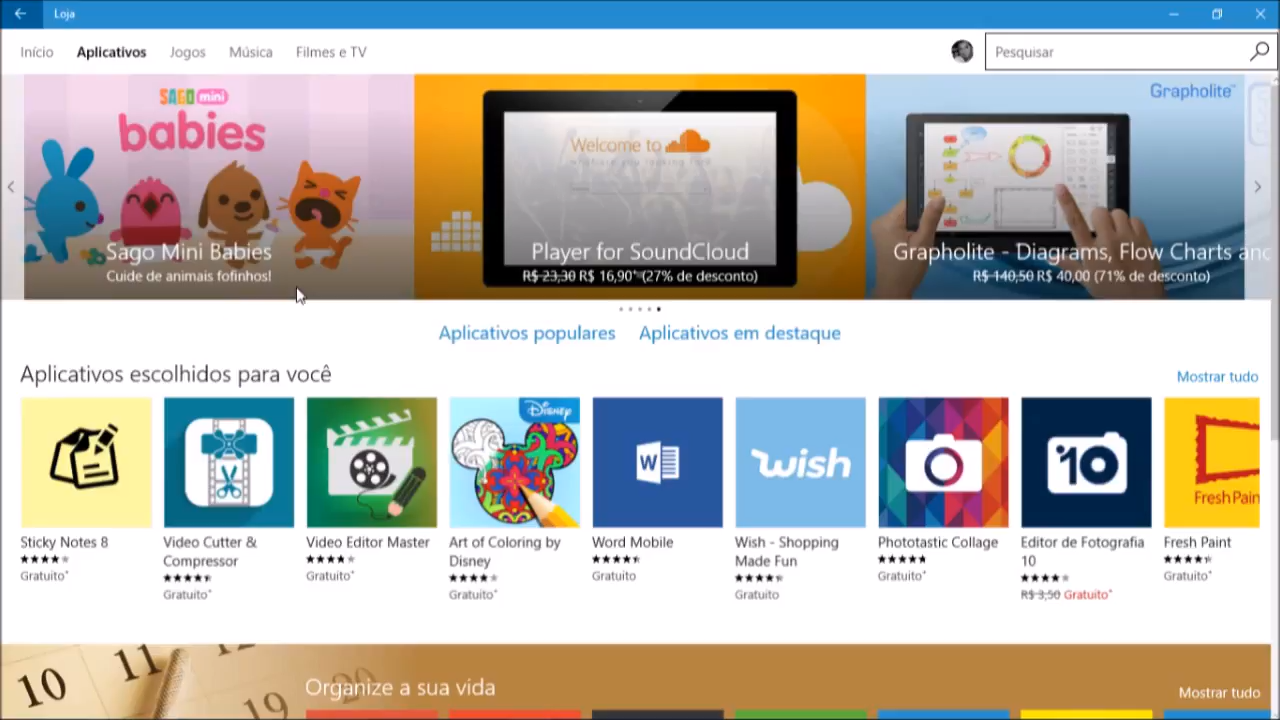 Loja
Início Aplicativos Jogos Música Filmes e TV
Pesquisar
SAGO mini
babies
Sago Mini Babies
Cuide de animais fofinhos!
Welcome to
Player for SoundCloud
R$ 23,30 R$ 16,90* (27% de desconto)
Grapholite
Grapholite - Diagrams, Flow Charts and
R$ 140,50 R$ 40,00 (71% de desconto)
Aplicativos populares Aplicativos em destaque
Aplicativos escolhidos para você
Mostrar tudo
Disney
W
wish
10
Fresh Pain
Sticky Notes 8
Gratuito*
Video Cutter &
Compressor
Gratuito*
Video Editor Master
Gratuito*
Art of Coloring by
Disney
Gratuito*
Word Mobile
Gratuito
Wish - Shopping
Made Fun
Gratuito
Phototastic Collage
Gratuito*
Editor de Fotografia
10
R$ 3,50 Gratuito*
Fresh Paint
Gratuito*
10 11 12
19 20
Organize a sua vida
Mostrar tudo